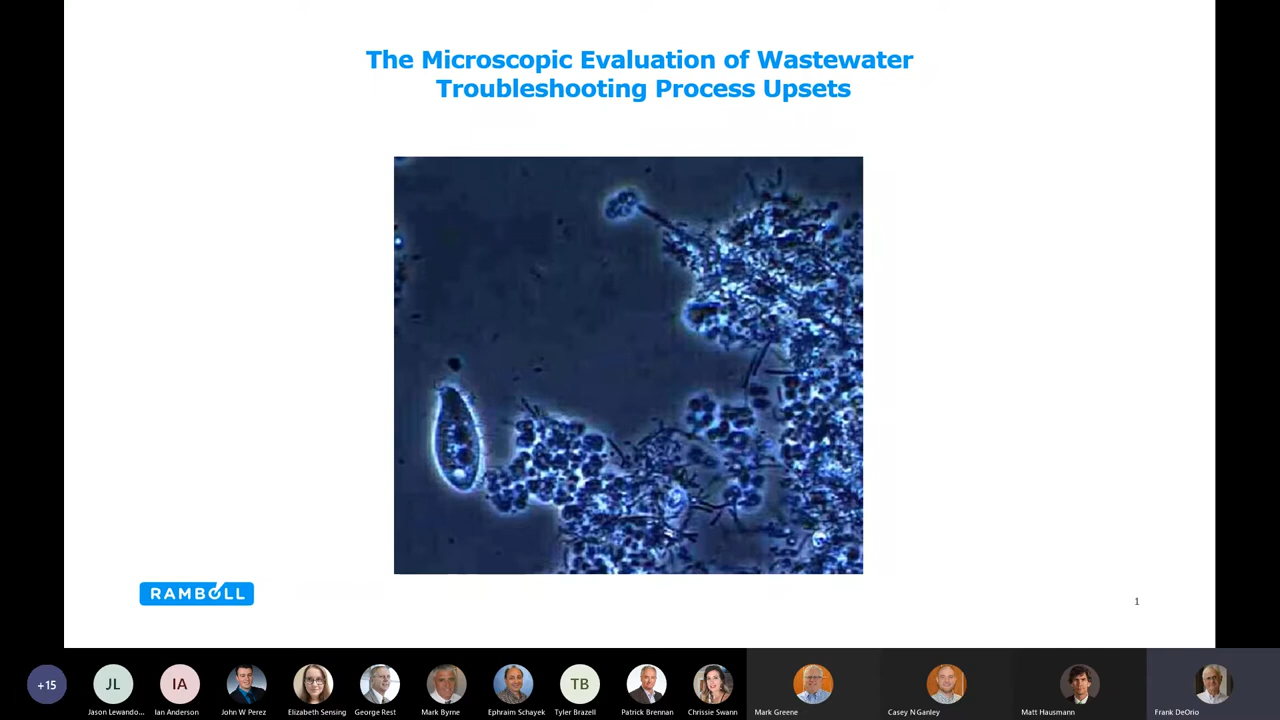 The Microscopic Evaluation of Wastewater
Troubleshooting Process Upsets
RAMBOLL
1
+15
JL
IA
TB
Jason Lewando...
Ian Anderson
John W Perez
Elizabeth Sensing
George Rest
Mark Byrne
Ephraim Schayek
Tyler Brazell
Patrick Brennan
Chrissie Swann
Mark Greene
Casey N Ganley
Matt Hausmann
Frank DeOrio